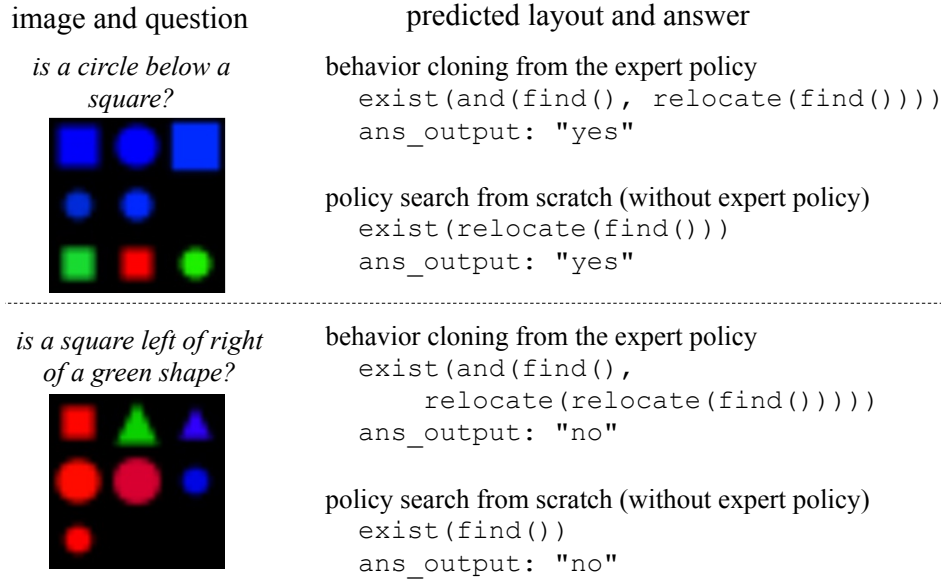 image and question
predicted layout and answer
is a circle below a
square?
behavior cloning from the expert policy
exist(and(find(), relocate(find())))
ans_output: "yes"
policy search from scratch (without expert policy)
exist(relocate(find()))
ans_output: "yes"
is a square left of right
of a green shape?
behavior cloning from the expert policy
exist(and(find(),
relocate(relocate(find()))))
ans_output: "no"
policy search from scratch (without expert policy)
exist(find())
ans_output: "no"